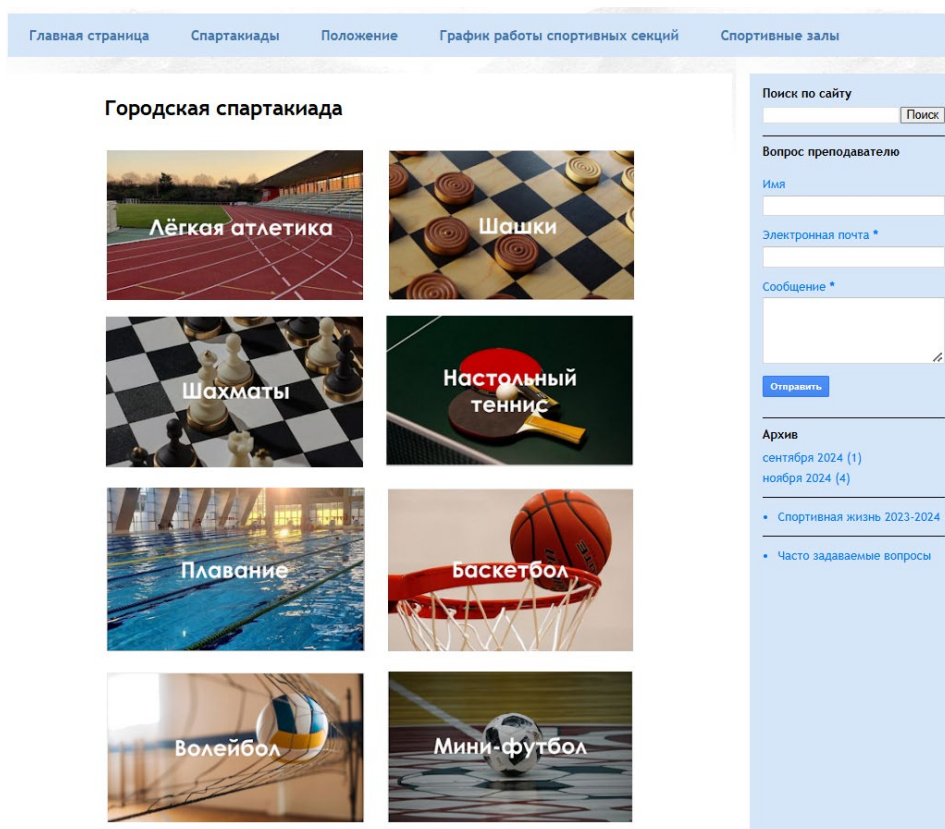 Главная страница Спартакиады Положение График работы спортивных секций Спортивные залы
Городская спартакиада
Лёгкая атлетика
Шашки
Шахматы
Настольный
теннис
Плавание
Баскетбол
Волейбол
Мини-футбол
Поиск по сайту
Поиск
Вопрос преподавателю
Имя
Электронная почта *
Сообщение *
Отправить
Архив
сентября 2024 (1)
ноября 2024 (4)
• Спортивная жизнь 2023-2024
• Часто задаваемые вопросы